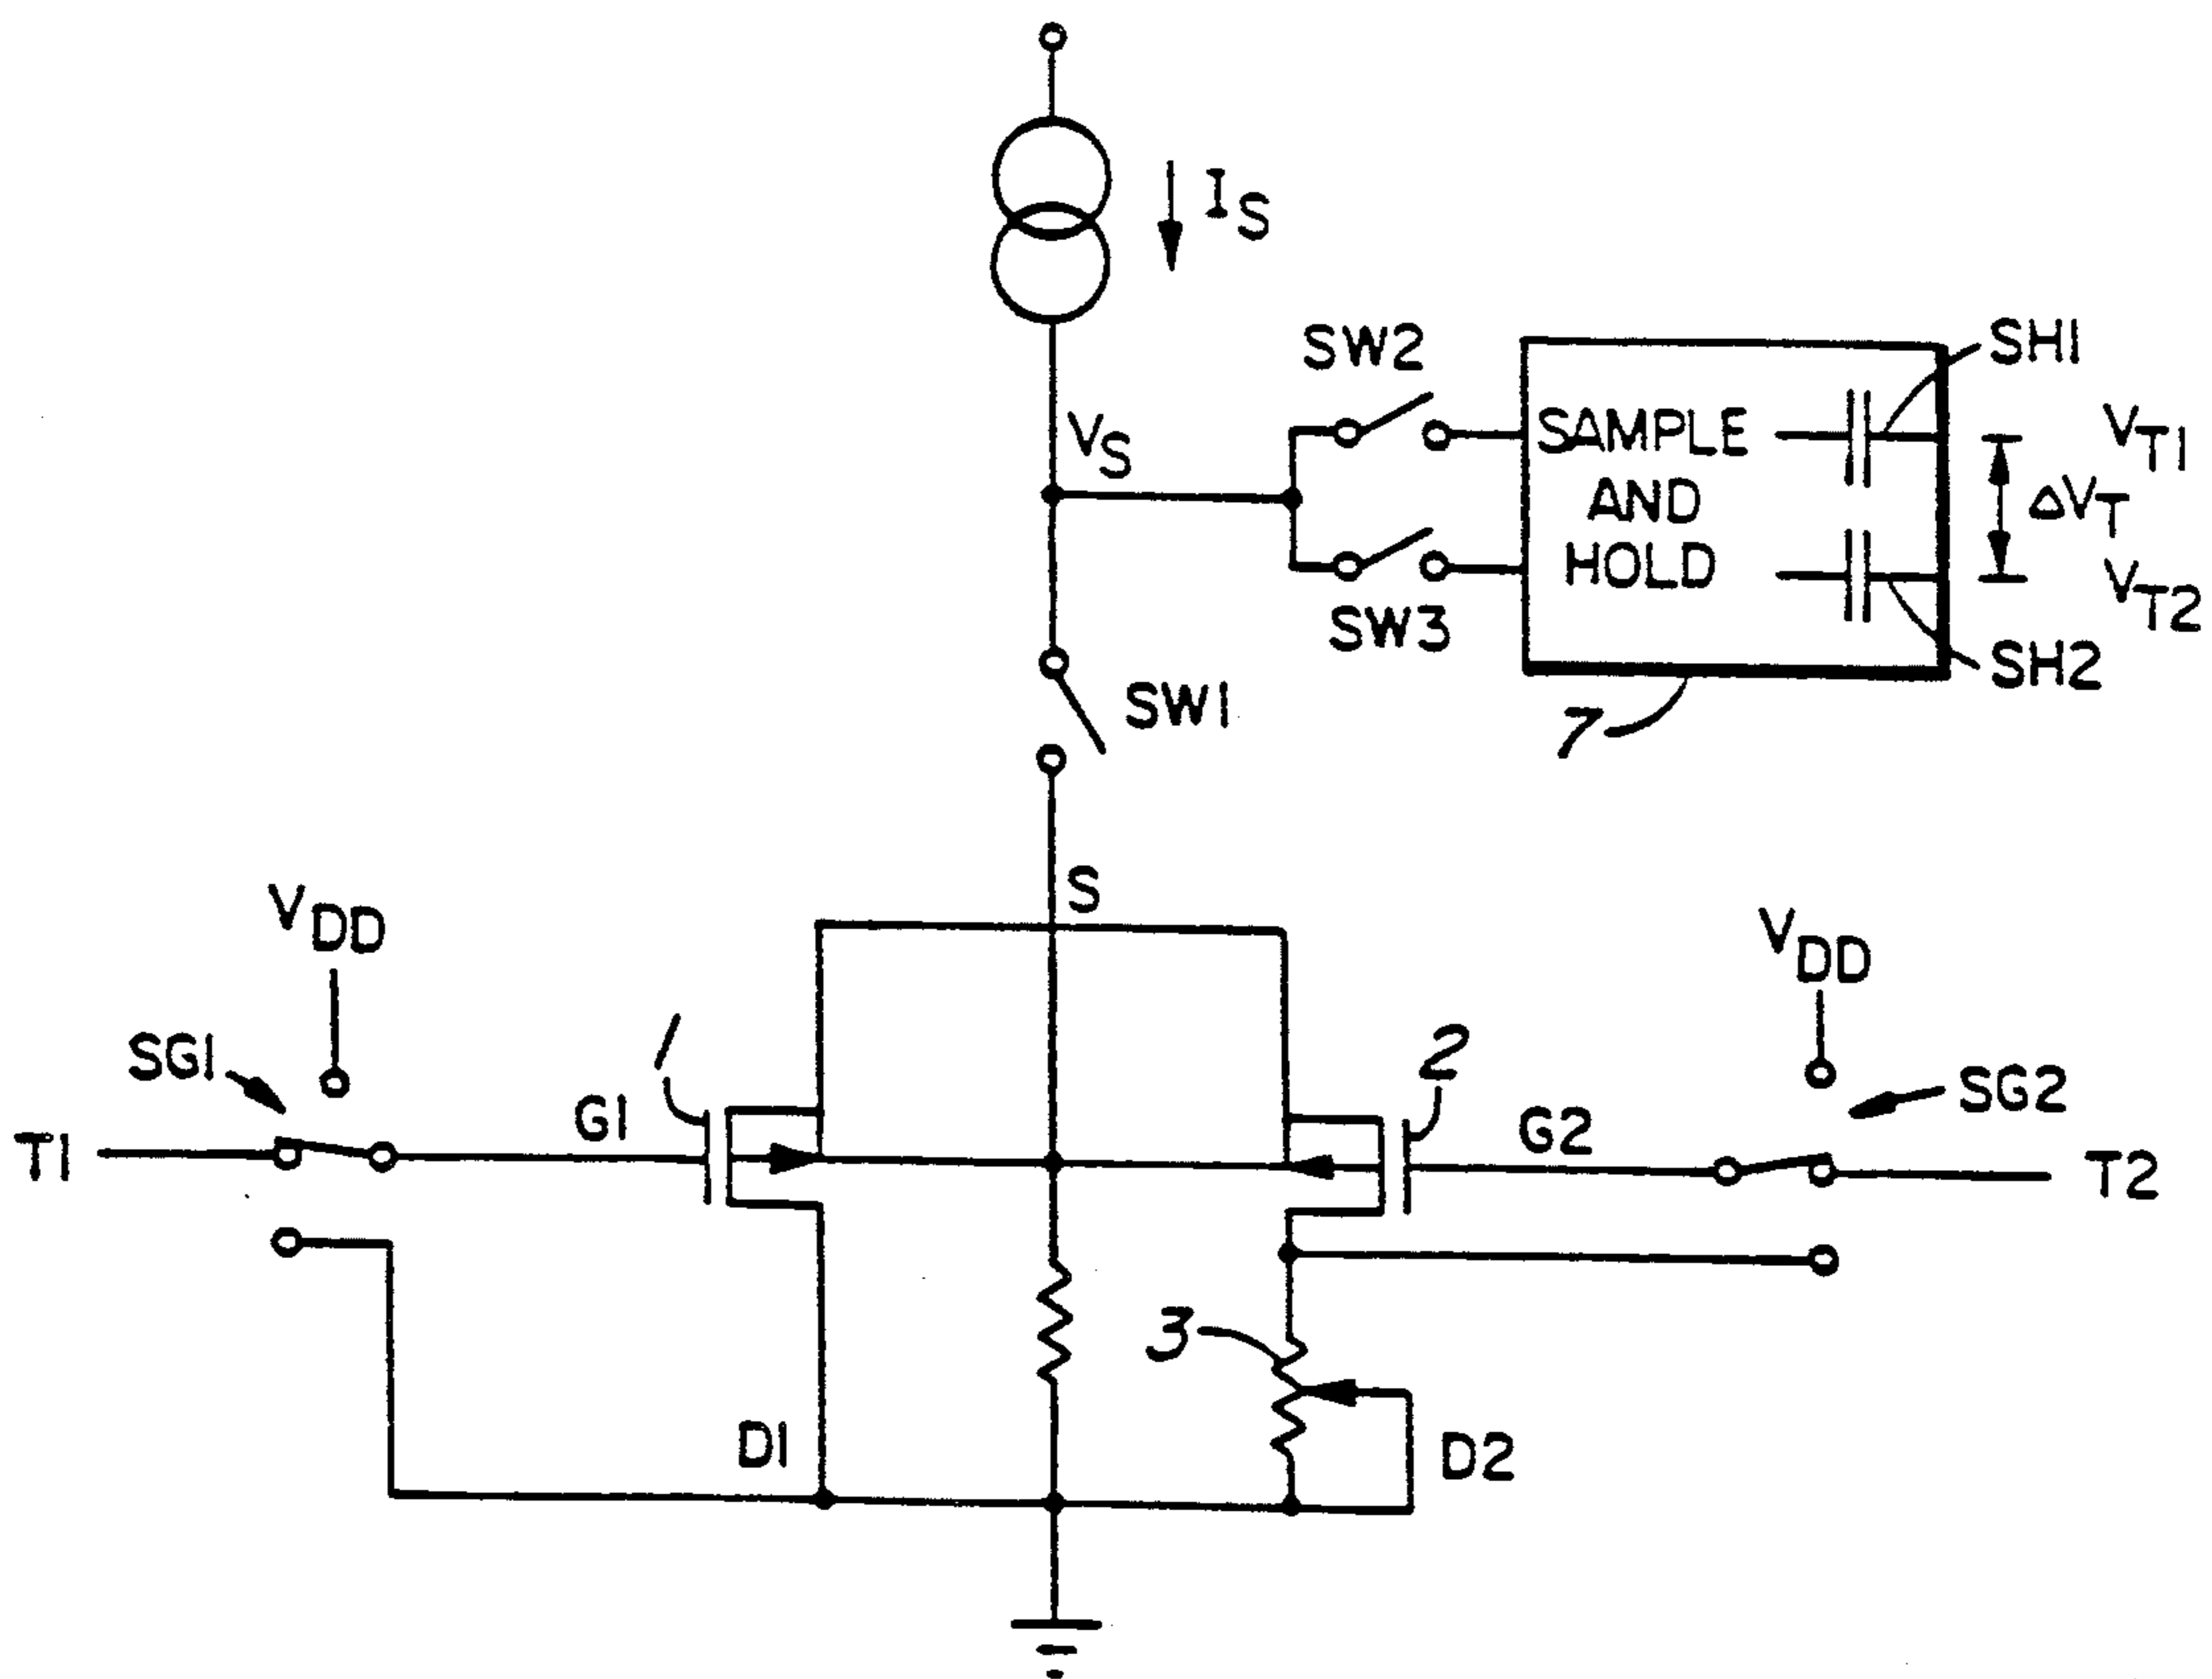 I_S
SW2
SH1
V_S
SAMPLE
AND
HOLD
V_T1
ΔV_T
V_T2
SW3
SH2
SW1
7
S
V_DD
V_DD
1
2
SG1
G1
G2
SG2
T1
T2
3
D1
D2